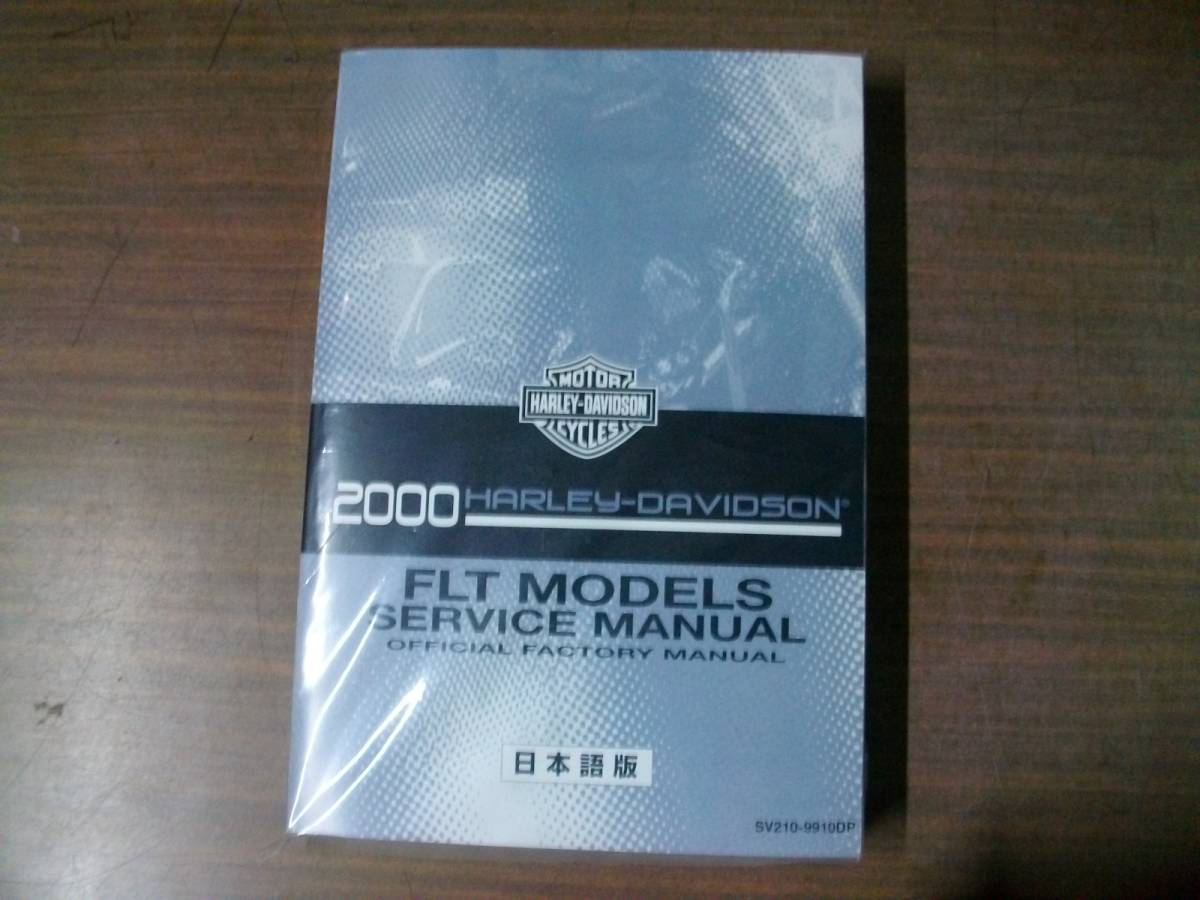 MOTOR
HARLEY-DAVIDSON
CYCLES
2000 HARLEY-DAVIDSON®
FLT MODELS
SERVICE MANUAL
OFFICIAL FACTORY MANUAL
日本語版
SV210-9910DP